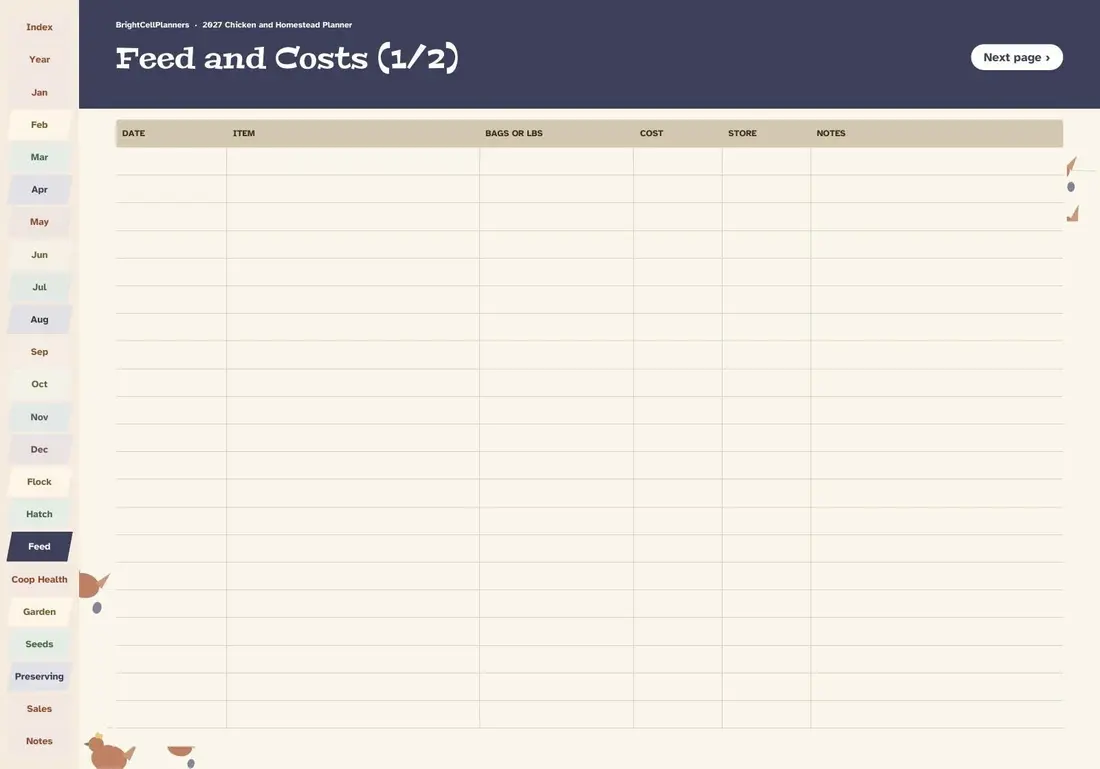 Index
Year
Jan
Feb
Mar
Apr
May
Jun
Jul
Aug
Sep
Oct
Nov
Dec
Flock
Hatch
Feed
Coop Health
Garden
Seeds
Preserving
Sales
Notes
BrightCellPlanners · 2027 Chicken and Homestead Planner
Feed and Costs (1/2)
Next page ›
DATE ITEM BAGS OR LBS COST STORE NOTES